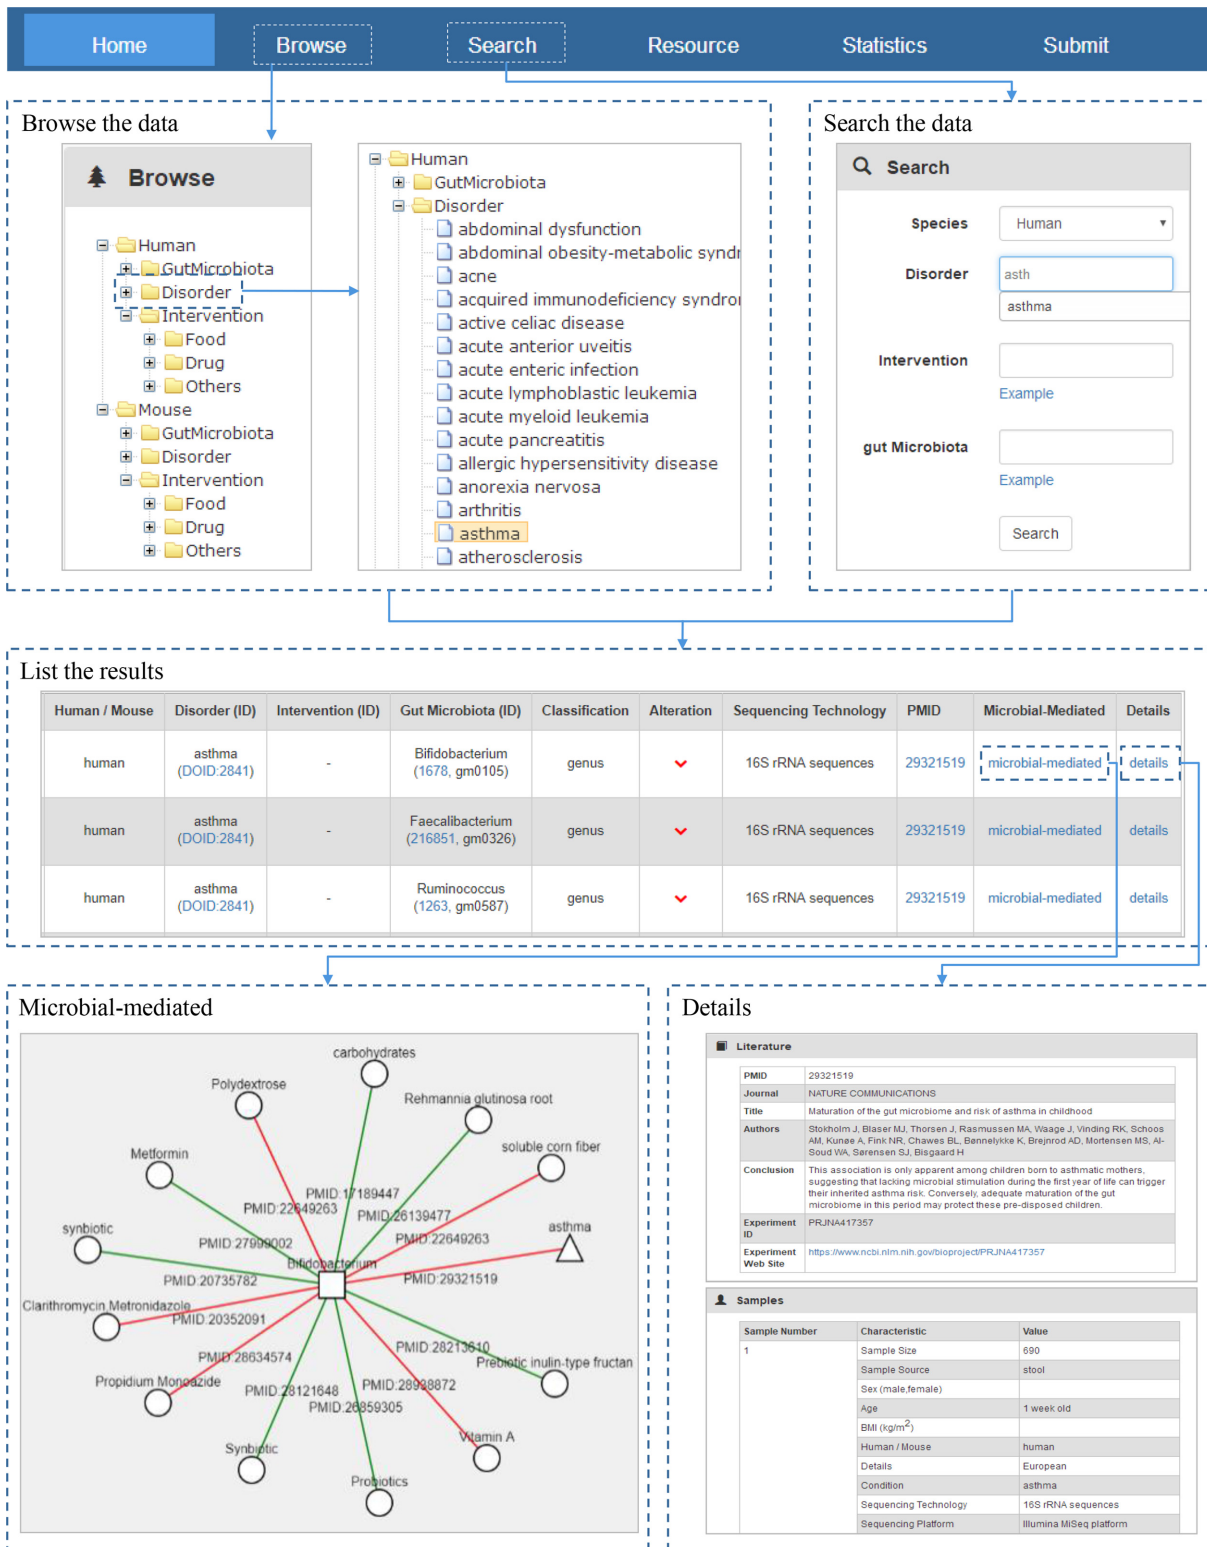 Home Browse Search Resource Statistics Submit
Browse the data
Browse
Human
GutMicrobiota
Disorder
Intervention
Food
Drug
Others
Mouse
GutMicrobiota
Disorder
Intervention
Food
Drug
Others
Human
GutMicrobiota
Disorder
abdominal dysfunction
abdominal obesity-metabolic syndr
acne
acquired immunodeficiency syndro
active celiac disease
acute anterior uveitis
acute enteric infection
acute lymphoblastic leukemia
acute myeloid leukemia
acute pancreatitis
allergic hypersensitivity disease
anorexia nervosa
arthritis
asthma
atherosclerosis
Search the data
Search
Species Human
Disorder asth
asthma
Intervention
Example
gut Microbiota
Example
Search
List the results
Human / Mouse Disorder (ID) Intervention (ID) Gut Microbiota (ID) Classification Alteration Sequencing Technology PMID Microbial-Mediated Details
human asthma (DOID:2841) - Bifidobacterium (1678, gm0105) genus 16S rRNA sequences 29321519 microbial-mediated details
human asthma (DOID:2841) - Faecalibacterium (216851, gm0326) genus 16S rRNA sequences 29321519 microbial-mediated details
human asthma (DOID:2841) - Ruminococcus (1263, gm0587) genus 16S rRNA sequences 29321519 microbial-mediated details
Microbial-mediated
carbohydrates
Polydextrose
Rehmannia glutinosa root
soluble corn fiber
Metformin
PMID:17189447
PMID:22649263
PMID:26139477
synbiotic
asthma
PMID:27999002
PMID:22649263
Bifidobacterium
PMID:20735782
PMID:29321519
Clarithromycin,Metronidazole
PMID:20352091
PMID:28213610
PMID:28634574
Prebiotic inulin-type fructan
Propidium Monoazide
PMID:28121648
PMID:28938872
PMID:26859305
Vitamin A
Synbiotic
Probiotics
Details
Literature
PMID 29321519
Journal NATURE COMMUNICATIONS
Title Maturation of the gut microbiome and risk of asthma in childhood
Authors Stokholm J, Blaser MJ, Thorsen J, Rasmussen MA, Waage J, Vinding RK, Schoos
AM, Kunøe A, Fink NR, Chawes BL, Bønnelykke K, Brejnrod AD, Mortensen MS, Al-
Soud WA, Sørensen SJ, Bisgaard H
Conclusion This association is only apparent among children born to asthmatic mothers,
suggesting that lacking microbial stimulation during the first year of life can trigger
their inherited asthma risk. Conversely, adequate maturation of the gut
microbiome in this period may protect these pre-disposed children.
Experiment ID PRJNA417357
Experiment Web Site https://www.ncbi.nlm.nih.gov/bioproject/PRJNA417357
Samples
Sample Number Characteristic Value
1 Sample Size 690
Sample Source stool
Sex (male,female)
Age 1 week old
BMI (kg/m2)
Human / Mouse human
Details European
Condition asthma
Sequencing Technology 16S rRNA sequences
Sequencing Platform Illumina MiSeq platform